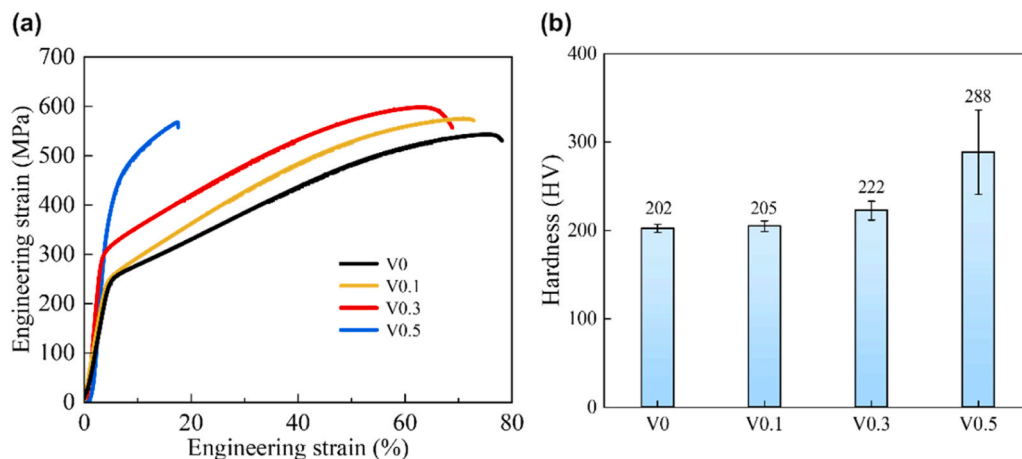 (a)
Engineering strain (MPa)
700
600
500
400
300
200
100
0
0 20 40 60 80
Engineering strain (%)
V0
V0.1
V0.3
V0.5
(b)
Hardness (HV)
400
300
200
100
0
202
205
222
288
V0 V0.1 V0.3 V0.5